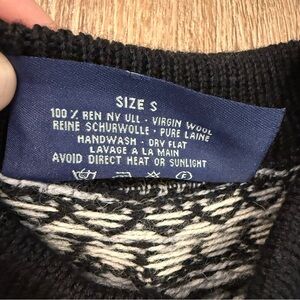 SIZE S
100% REN NY ULL · VIRGIN WOOL
REINE SCHURWOLLE · PURE LAINE
HANDWASH · DRY FLAT
LAVAGE A LA MAIN
AVOID DIRECT HEAT OR SUNLIGHT